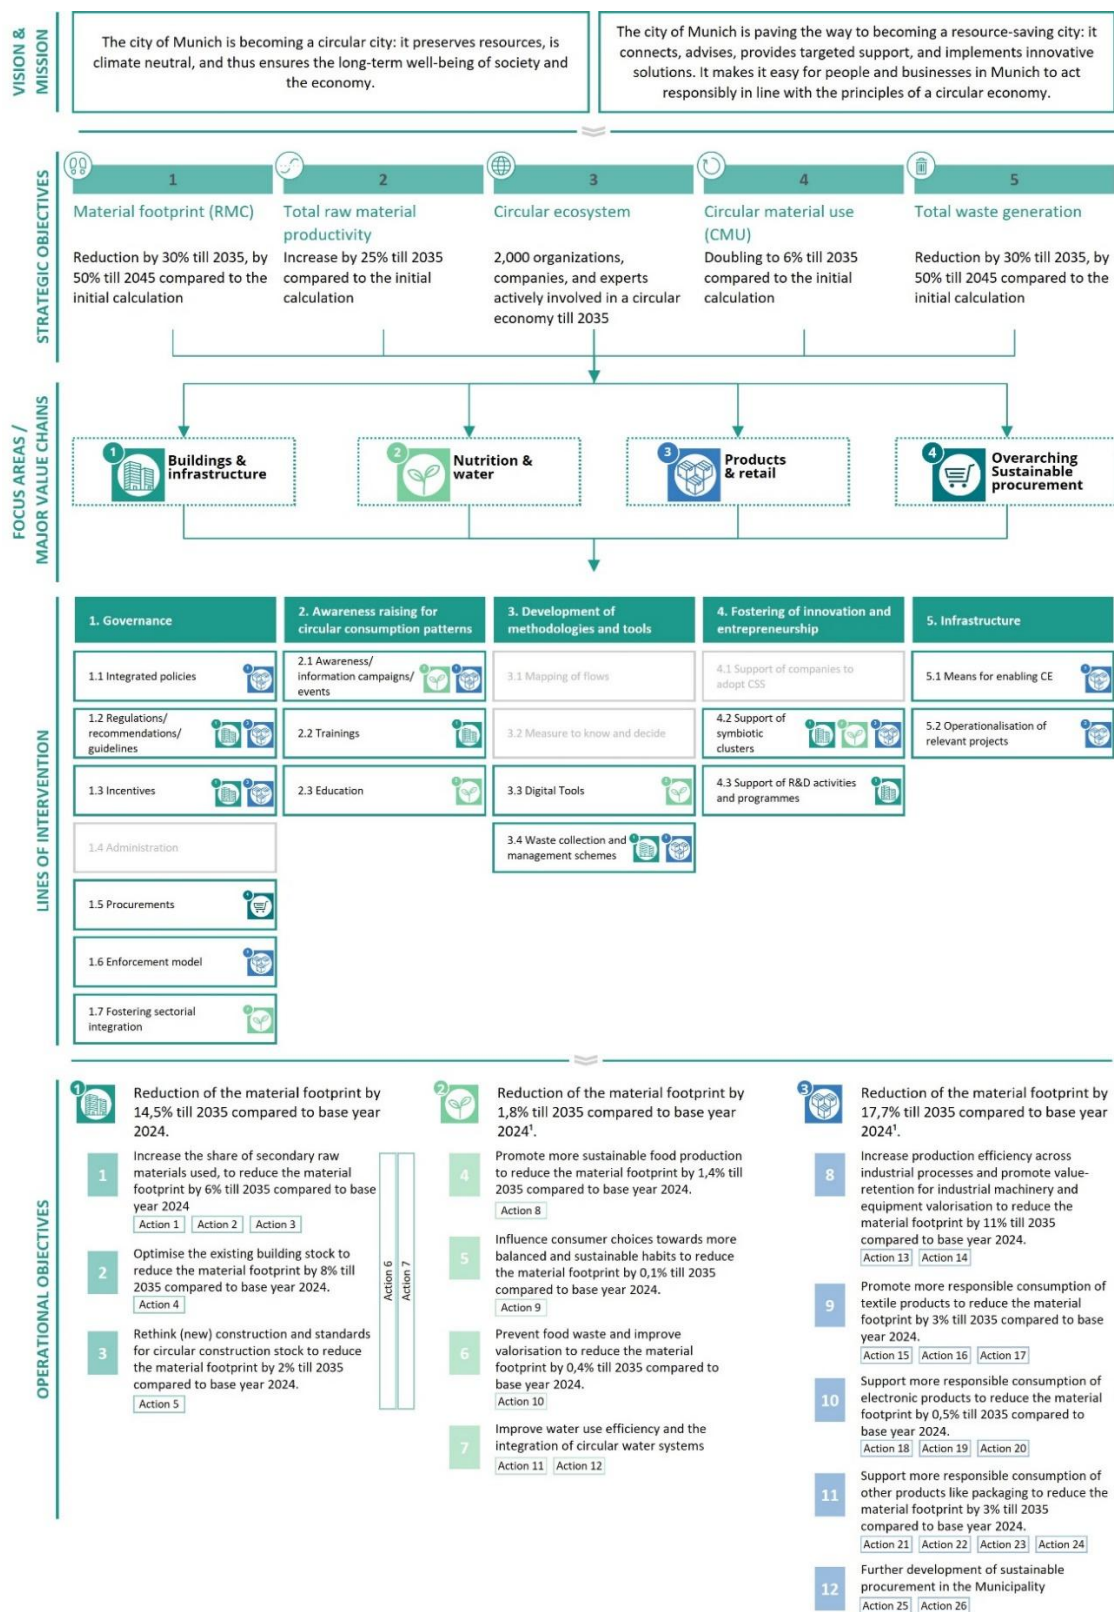 VISION &
MISSION
The city of Munich is becoming a circular city: it preserves resources, is
climate neutral, and thus ensures the long-term well-being of society and
the economy.
The city of Munich is paving the way to becoming a resource-saving city: it
connects, advises, provides targeted support, and implements innovative
solutions. It makes it easy for people and businesses in Munich to act
responsibly in line with the principles of a circular economy.
STRATEGIC OBJECTIVES
1
Material footprint (RMC)
Reduction by 30% till 2035, by
50% till 2045 compared to the
initial calculation
2
Total raw material
productivity
Increase by 25% till 2035
compared to the initial
calculation
3
Circular ecosystem
2,000 organizations,
companies, and experts
actively involved in a circular
economy till 2035
4
Circular material use
(CMU)
Doubling to 6% till 2035
compared to the initial
calculation
5
Total waste generation
Reduction by 30% till 2035, by
50% till 2045 compared to the
initial calculation
FOCUS AREAS /
MAJOR VALUE CHAINS
1
Buildings &
infrastructure
2
Nutrition &
water
3
Products
& retail
4
Overarching
Sustainable
procurement
LINES OF INTERVENTION
1. Governance
1.1 Integrated policies
1.2 Regulations/
recommendations/
guidelines
1.3 Incentives
1.4 Administration
1.5 Procurements
1.6 Enforcement model
1.7 Fostering sectorial
integration
2. Awareness raising for
circular consumption patterns
2.1 Awareness/
information campaigns/
events
2.2 Trainings
2.3 Education
3. Development of
methodologies and tools
3.1 Mapping of flows
3.2 Measure to know and decide
3.3 Digital Tools
3.4 Waste collection and
management schemes
4. Fostering of innovation and
entrepreneurship
4.1 Support of companies to
adopt CSS
4.2 Support of
symbiotic
clusters
4.3 Support of R&D activities
and programmes
5. Infrastructure
5.1 Means for enabling CE
5.2 Operationalisation of
relevant projects
OPERATIONAL OBJECTIVES
1
Reduction of the material footprint by
14,5% till 2035 compared to base year
2024.
1
Increase the share of secondary raw
materials used, to reduce the material
footprint by 6% till 2035 compared to base
year 2024
Action 1 Action 2 Action 3
2
Optimise the existing building stock to
reduce the material footprint by 8% till
2035 compared to base year 2024.
Action 4
3
Rethink (new) construction and standards
for circular construction stock to reduce
the material footprint by 2% till 2035
compared to base year 2024.
Action 5
Action 6
Action 7
2
Reduction of the material footprint by
1,8% till 2035 compared to base year
2024¹.
4
Promote more sustainable food production
to reduce the material footprint by 1,4% till
2035 compared to base year 2024.
Action 8
5
Influence consumer choices towards more
balanced and sustainable habits to reduce
the material footprint by 0,1% till 2035
compared to base year 2024.
Action 9
6
Prevent food waste and improve
valorisation to reduce the material
footprint by 0,4% till 2035 compared to
base year 2024.
Action 10
7
Improve water use efficiency and the
integration of circular water systems
Action 11 Action 12
3
Reduction of the material footprint by
17,7% till 2035 compared to base year
2024¹.
8
Increase production efficiency across
industrial processes and promote value-
retention for industrial machinery and
equipment valorisation to reduce the
material footprint by 11% till 2035
compared to base year 2024.
Action 13 Action 14
9
Promote more responsible consumption of
textile products to reduce the material
footprint by 3% till 2035 compared to base
year 2024.
Action 15 Action 16 Action 17
10
Support more responsible consumption of
electronic products to reduce the material
footprint by 0,5% till 2035 compared to
base year 2024.
Action 18 Action 19 Action 20
11
Support more responsible consumption of
other products like packaging to reduce the
material footprint by 3% till 2035
compared to base year 2024.
Action 21 Action 22 Action 23 Action 24
12
Further development of sustainable
procurement in the Municipality
Action 25 Action 26